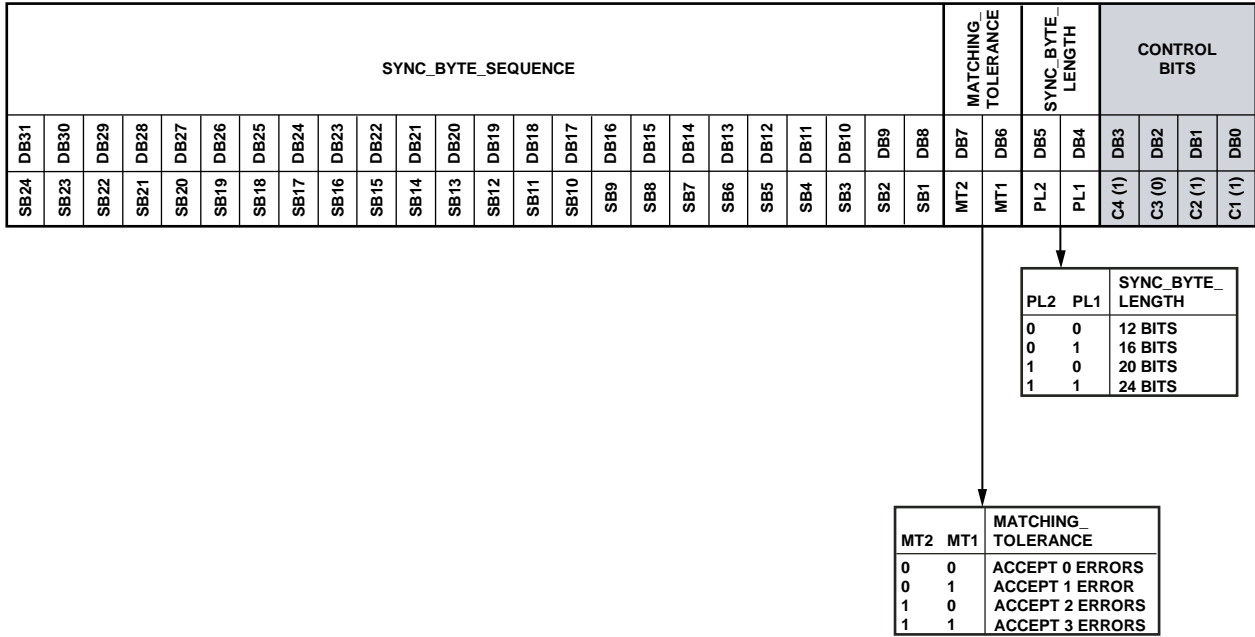 SYNC_BYTE_SEQUENCE
MATCHING_
TOLERANCE
SYNC_BYTE_
LENGTH
CONTROL
BITS
DB31 DB30 DB29 DB28 DB27 DB26 DB25 DB24 DB23 DB22 DB21 DB20 DB19 DB18 DB17 DB16 DB15 DB14 DB13 DB12 DB11 DB10 DB9 DB8 DB7 DB6 DB5 DB4 DB3 DB2 DB1 DB0
SB24 SB23 SB22 SB21 SB20 SB19 SB18 SB17 SB16 SB15 SB14 SB13 SB12 SB11 SB10 SB9 SB8 SB7 SB6 SB5 SB4 SB3 SB2 SB1 MT2 MT1 PL2 PL1 C4 (1) C3 (0) C2 (1) C1 (1)
SYNC_BYTE_
PL2 PL1 LENGTH
0 0 12 BITS
0 1 16 BITS
1 0 20 BITS
1 1 24 BITS
MATCHING_
MT2 MT1 TOLERANCE
0 0 ACCEPT 0 ERRORS
0 1 ACCEPT 1 ERROR
1 0 ACCEPT 2 ERRORS
1 1 ACCEPT 3 ERRORS